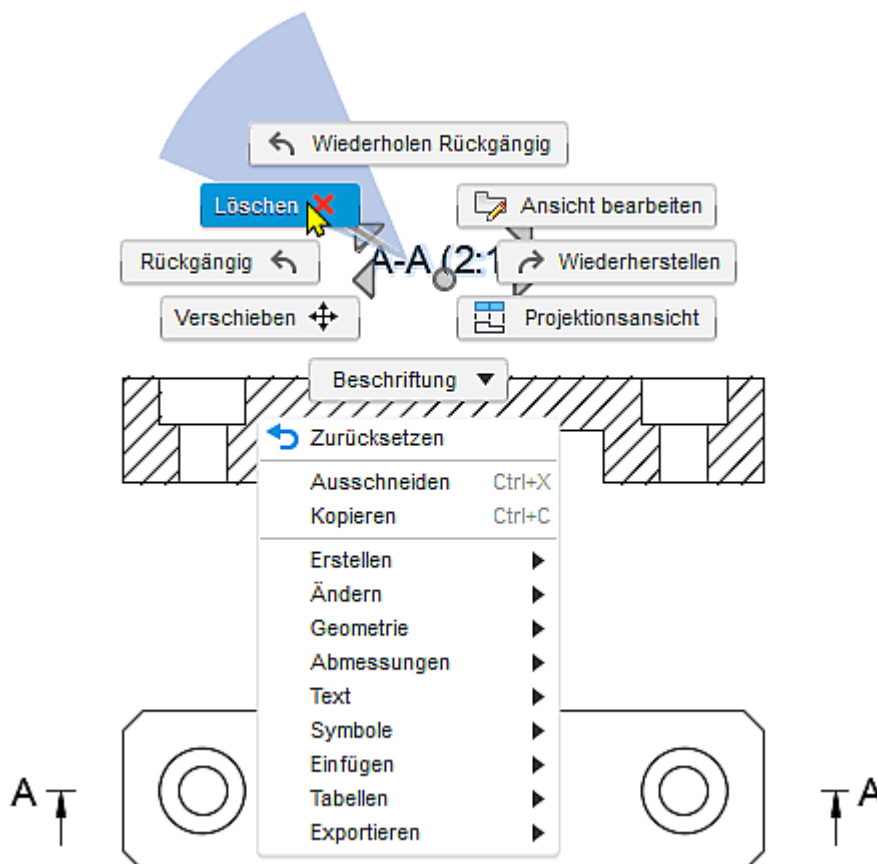 Wiederholen Rückgängig
Löschen
Ansicht bearbeiten
Rückgängig
A-A (2:1
Wiederherstellen
Verschieben
Projektionsansicht
Beschriftung
Zurücksetzen
Ausschneiden Ctrl+X
Kopieren Ctrl+C
Erstellen
Ändern
Geometrie
Abmessungen
Text
Symbole
Einfügen
Tabellen
Exportieren
A
A